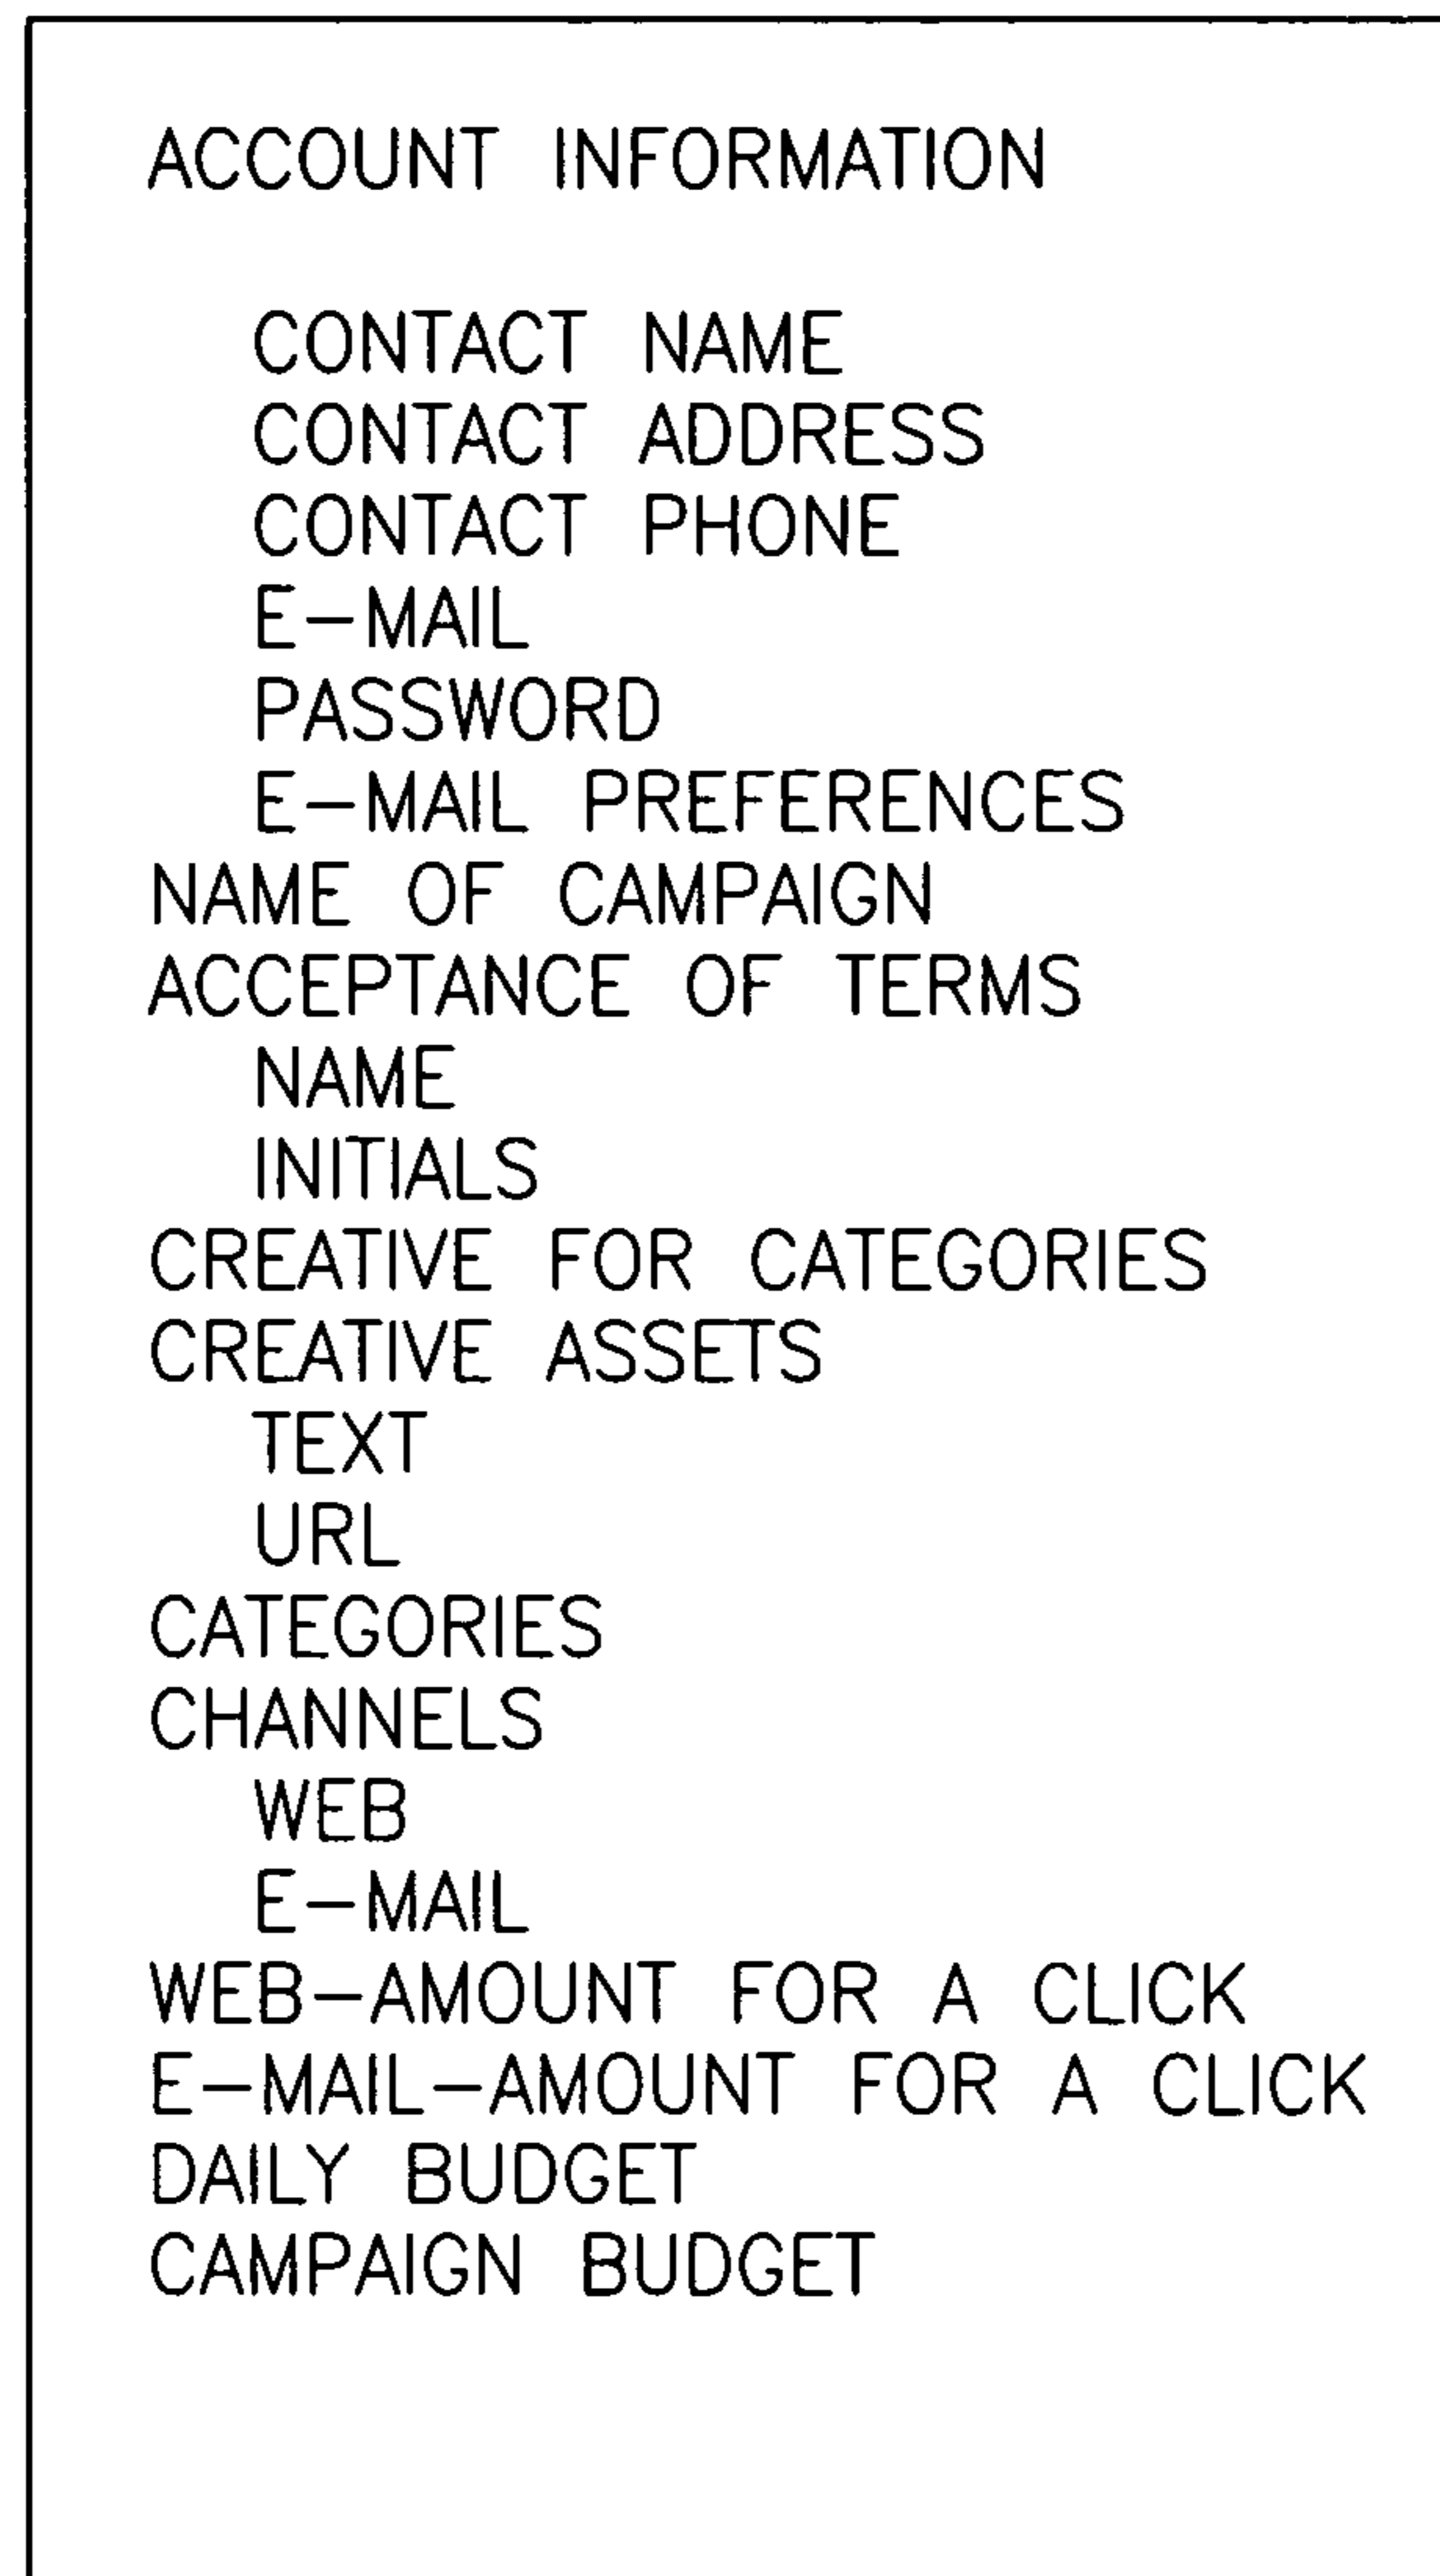 ACCOUNT INFORMATION
CONTACT NAME
CONTACT ADDRESS
CONTACT PHONE
E-MAIL
PASSWORD
E-MAIL PREFERENCES
NAME OF CAMPAIGN
ACCEPTANCE OF TERMS
NAME
INITIALS
CREATIVE FOR CATEGORIES
CREATIVE ASSETS
TEXT
URL
CATEGORIES
CHANNELS
WEB
E-MAIL
WEB-AMOUNT FOR A CLICK
E-MAIL-AMOUNT FOR A CLICK
DAILY BUDGET
CAMPAIGN BUDGET